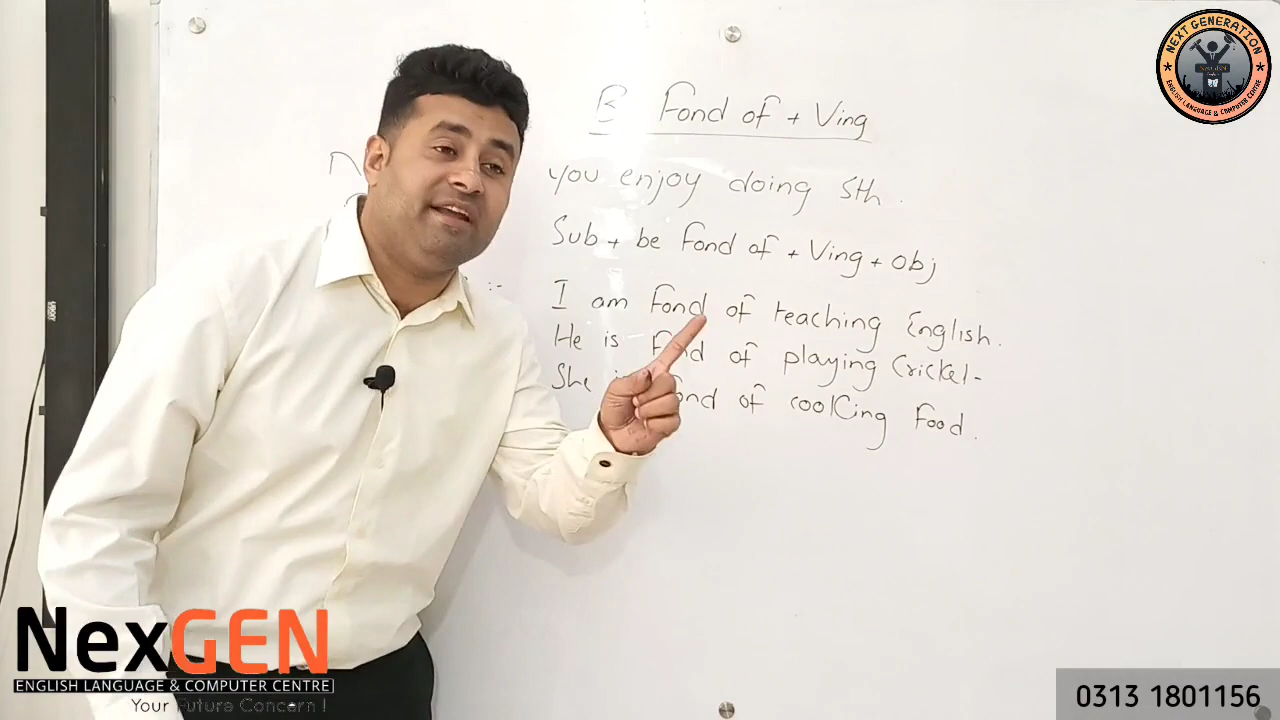 NEXT GENERATION
NexGEN
ENGLISH LANGUAGE & COMPUTER CENTRE
Fond of + Ving
you enjoy doing Sth.
Sub + be fond of + Ving + obj
:-
I am fond of teaching English.
He is fond of playing Cricket-
She fond of cooking food.
NexGEN
ENGLISH LANGUAGE & COMPUTER CENTRE
Your Future Concern !
0313 1801156